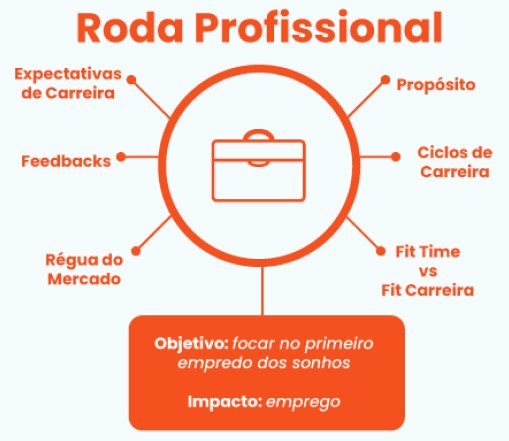 Roda Profissional
Expectativas
de Carreira
Feedbacks
Régua do
Mercado
Propósito
Ciclos de
Carreira
Fit Time
vs
Fit Carreira
Objetivo: focar no primeiro
empredo dos sonhos
Impacto: emprego